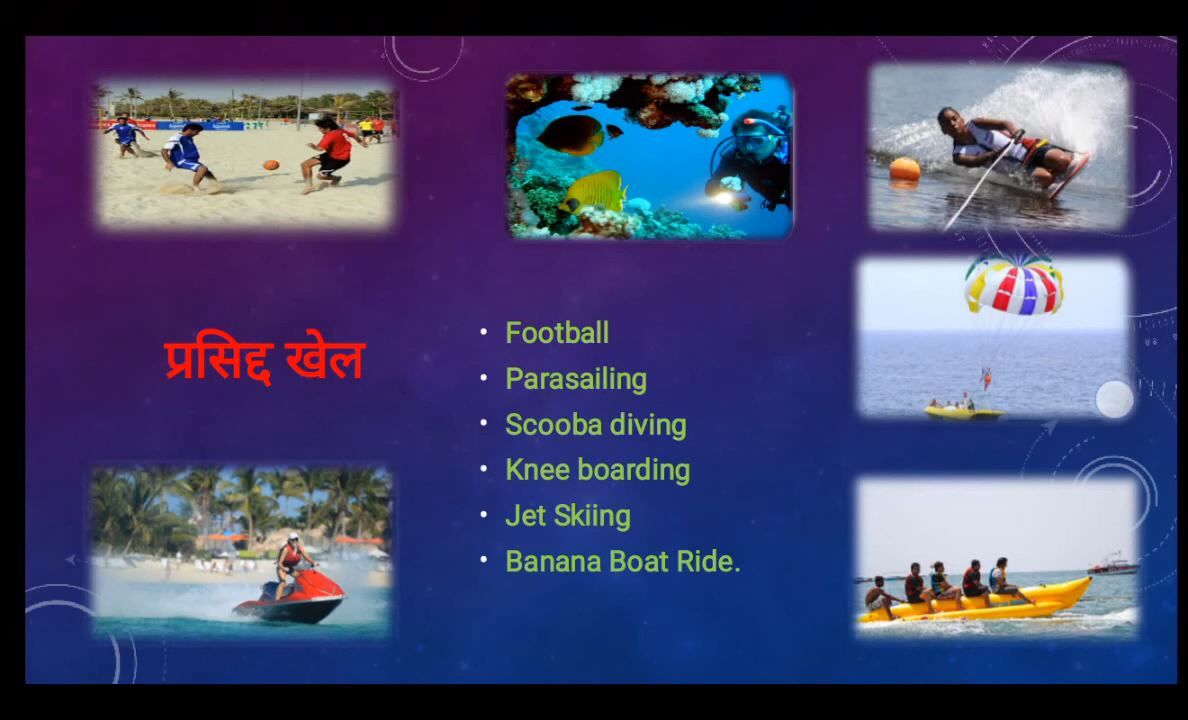 प्रसिद्द खेल
Football
Parasailing
Scooba diving
Knee boarding
Jet Skiing
Banana Boat Ride.